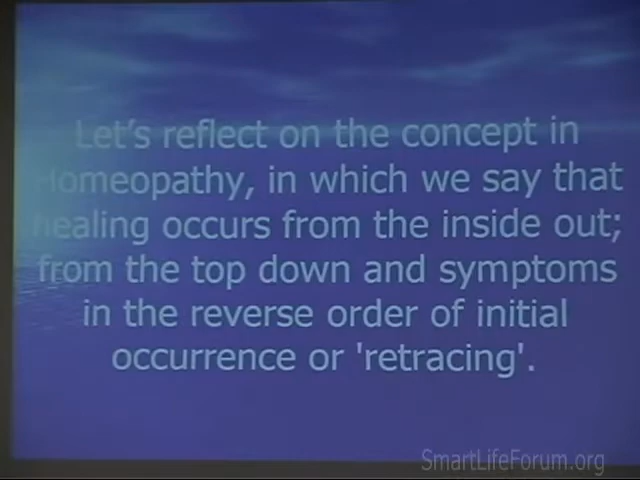 Let's reflect on the concept in
Homeopathy, in which we say that
healing occurs from the inside out;
from the top down and symptoms
in the reverse order of initial
occurrence or 'retracing'.
SmartLifeForum.org